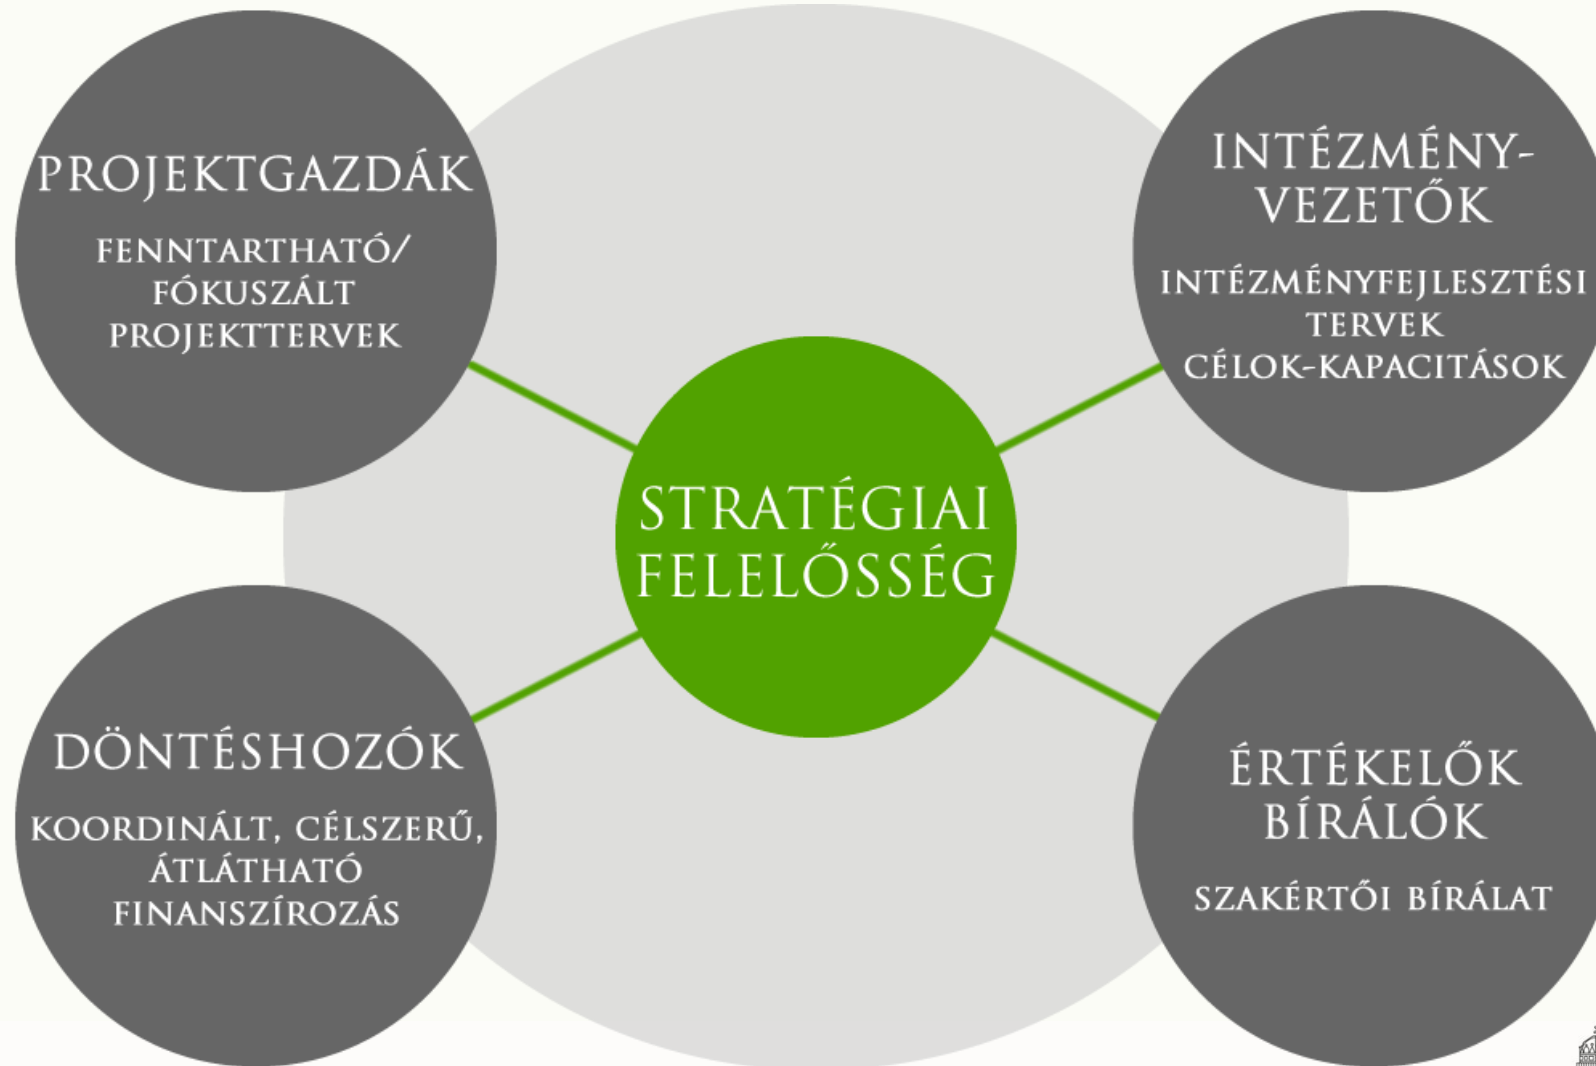 PROJEKTGAZDÁK
FENNTARTHATÓ/
FÓKUSZÁLT
PROJEKTTERVEK
INTÉZMÉNY-
VEZETŐK
INTÉZMÉNYFEJLESZTÉSI
TERVEK
CÉLOK-KAPACITÁSOK
STRATÉGIAI
FELELŐSSÉG
DÖNTÉSHOZÓK
KOORDINÁLT, CÉLSZERŰ,
ÁTLÁTHATÓ
FINANSZÍROZÁS
ÉRTÉKELŐK
BÍRÁLÓK
SZAKÉRTŐI BÍRÁLAT